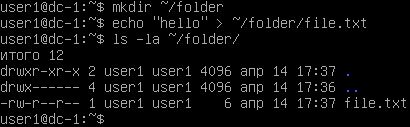 user1@dc-1:~$ mkdir ~/folder
user1@dc-1:~$ echo "hello" > ~/folder/file.txt
user1@dc-1:~$ ls -la ~/folder/
итого 12
drwxr-xr-x 2 user1 user1 4096 апр 14 17:37 .
drwx------ 4 user1 user1 4096 апр 14 17:36 ..
-rw-r--r-- 1 user1 user1    6 апр 14 17:37 file.txt
user1@dc-1:~$